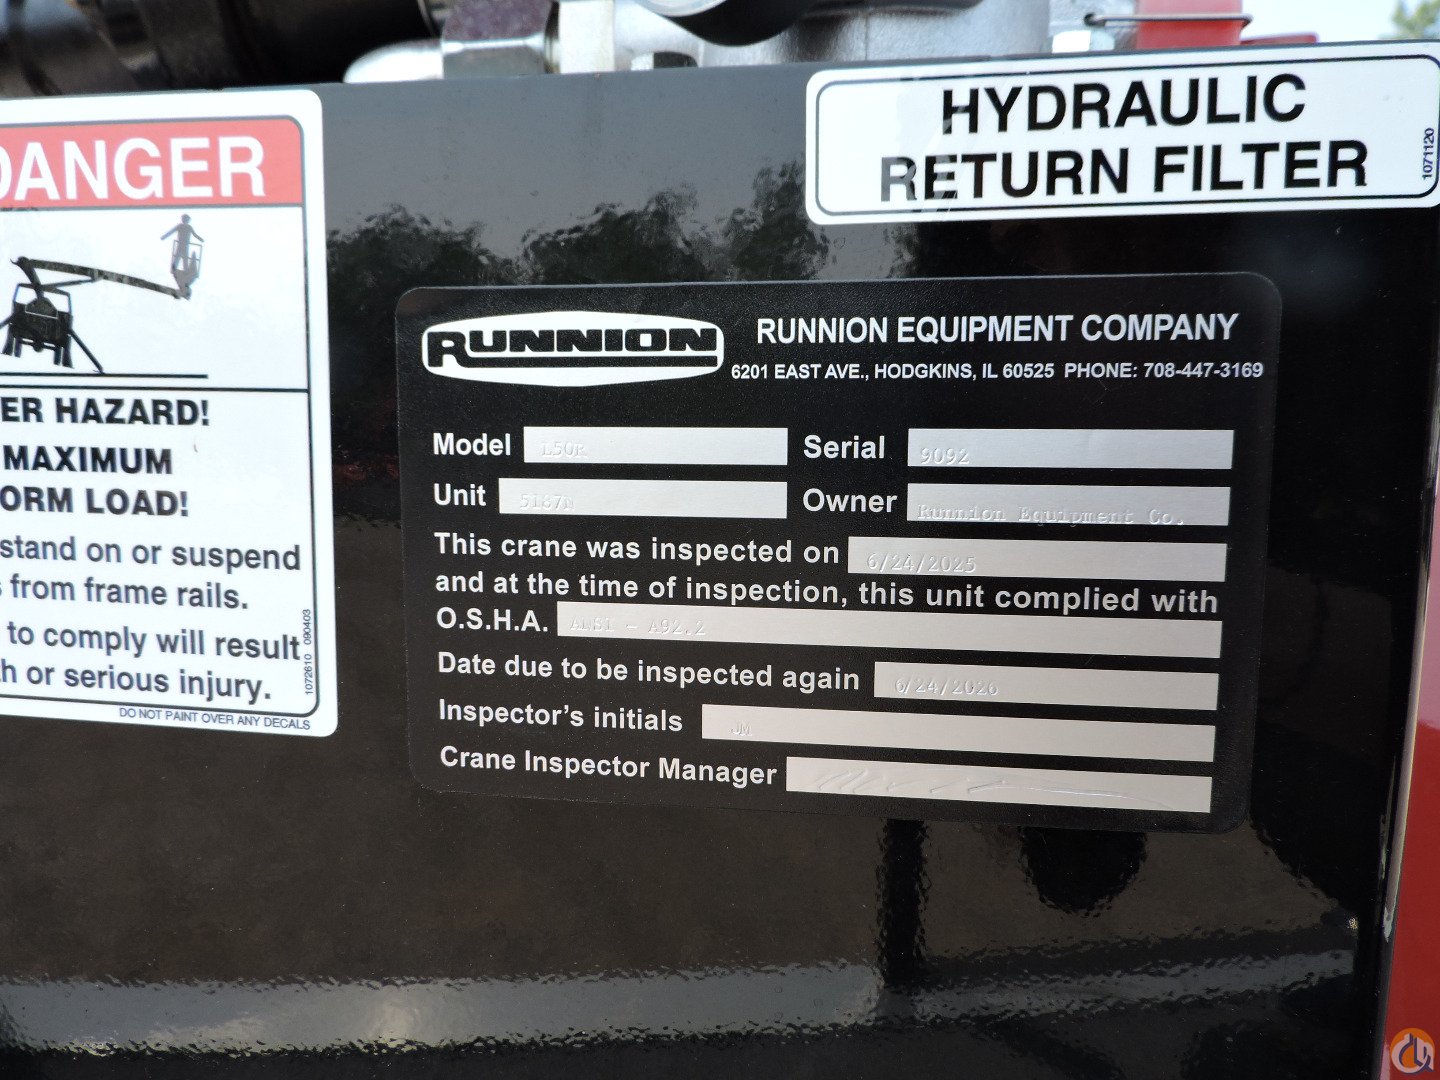 DANGER
ER HAZARD!
MAXIMUM
ORM LOAD!
stand on or suspend
from frame rails.
to comply will result
h or serious injury.
1072610 090403
DO NOT PAINT OVER ANY DECALS
HYDRAULIC
RETURN FILTER
1071120
RUNNION
RUNNION EQUIPMENT COMPANY
6201 EAST AVE., HODGKINS, IL 60525 PHONE: 708-447-3169
Model L50R Serial 9092
Unit 5187N Owner Runnion Equipment Co.
This crane was inspected on 6/24/2025
and at the time of inspection, this unit complied with
O.S.H.A. ANSI - A92.2
Date due to be inspected again 6/24/2026
Inspector's initials JM
Crane Inspector Manager